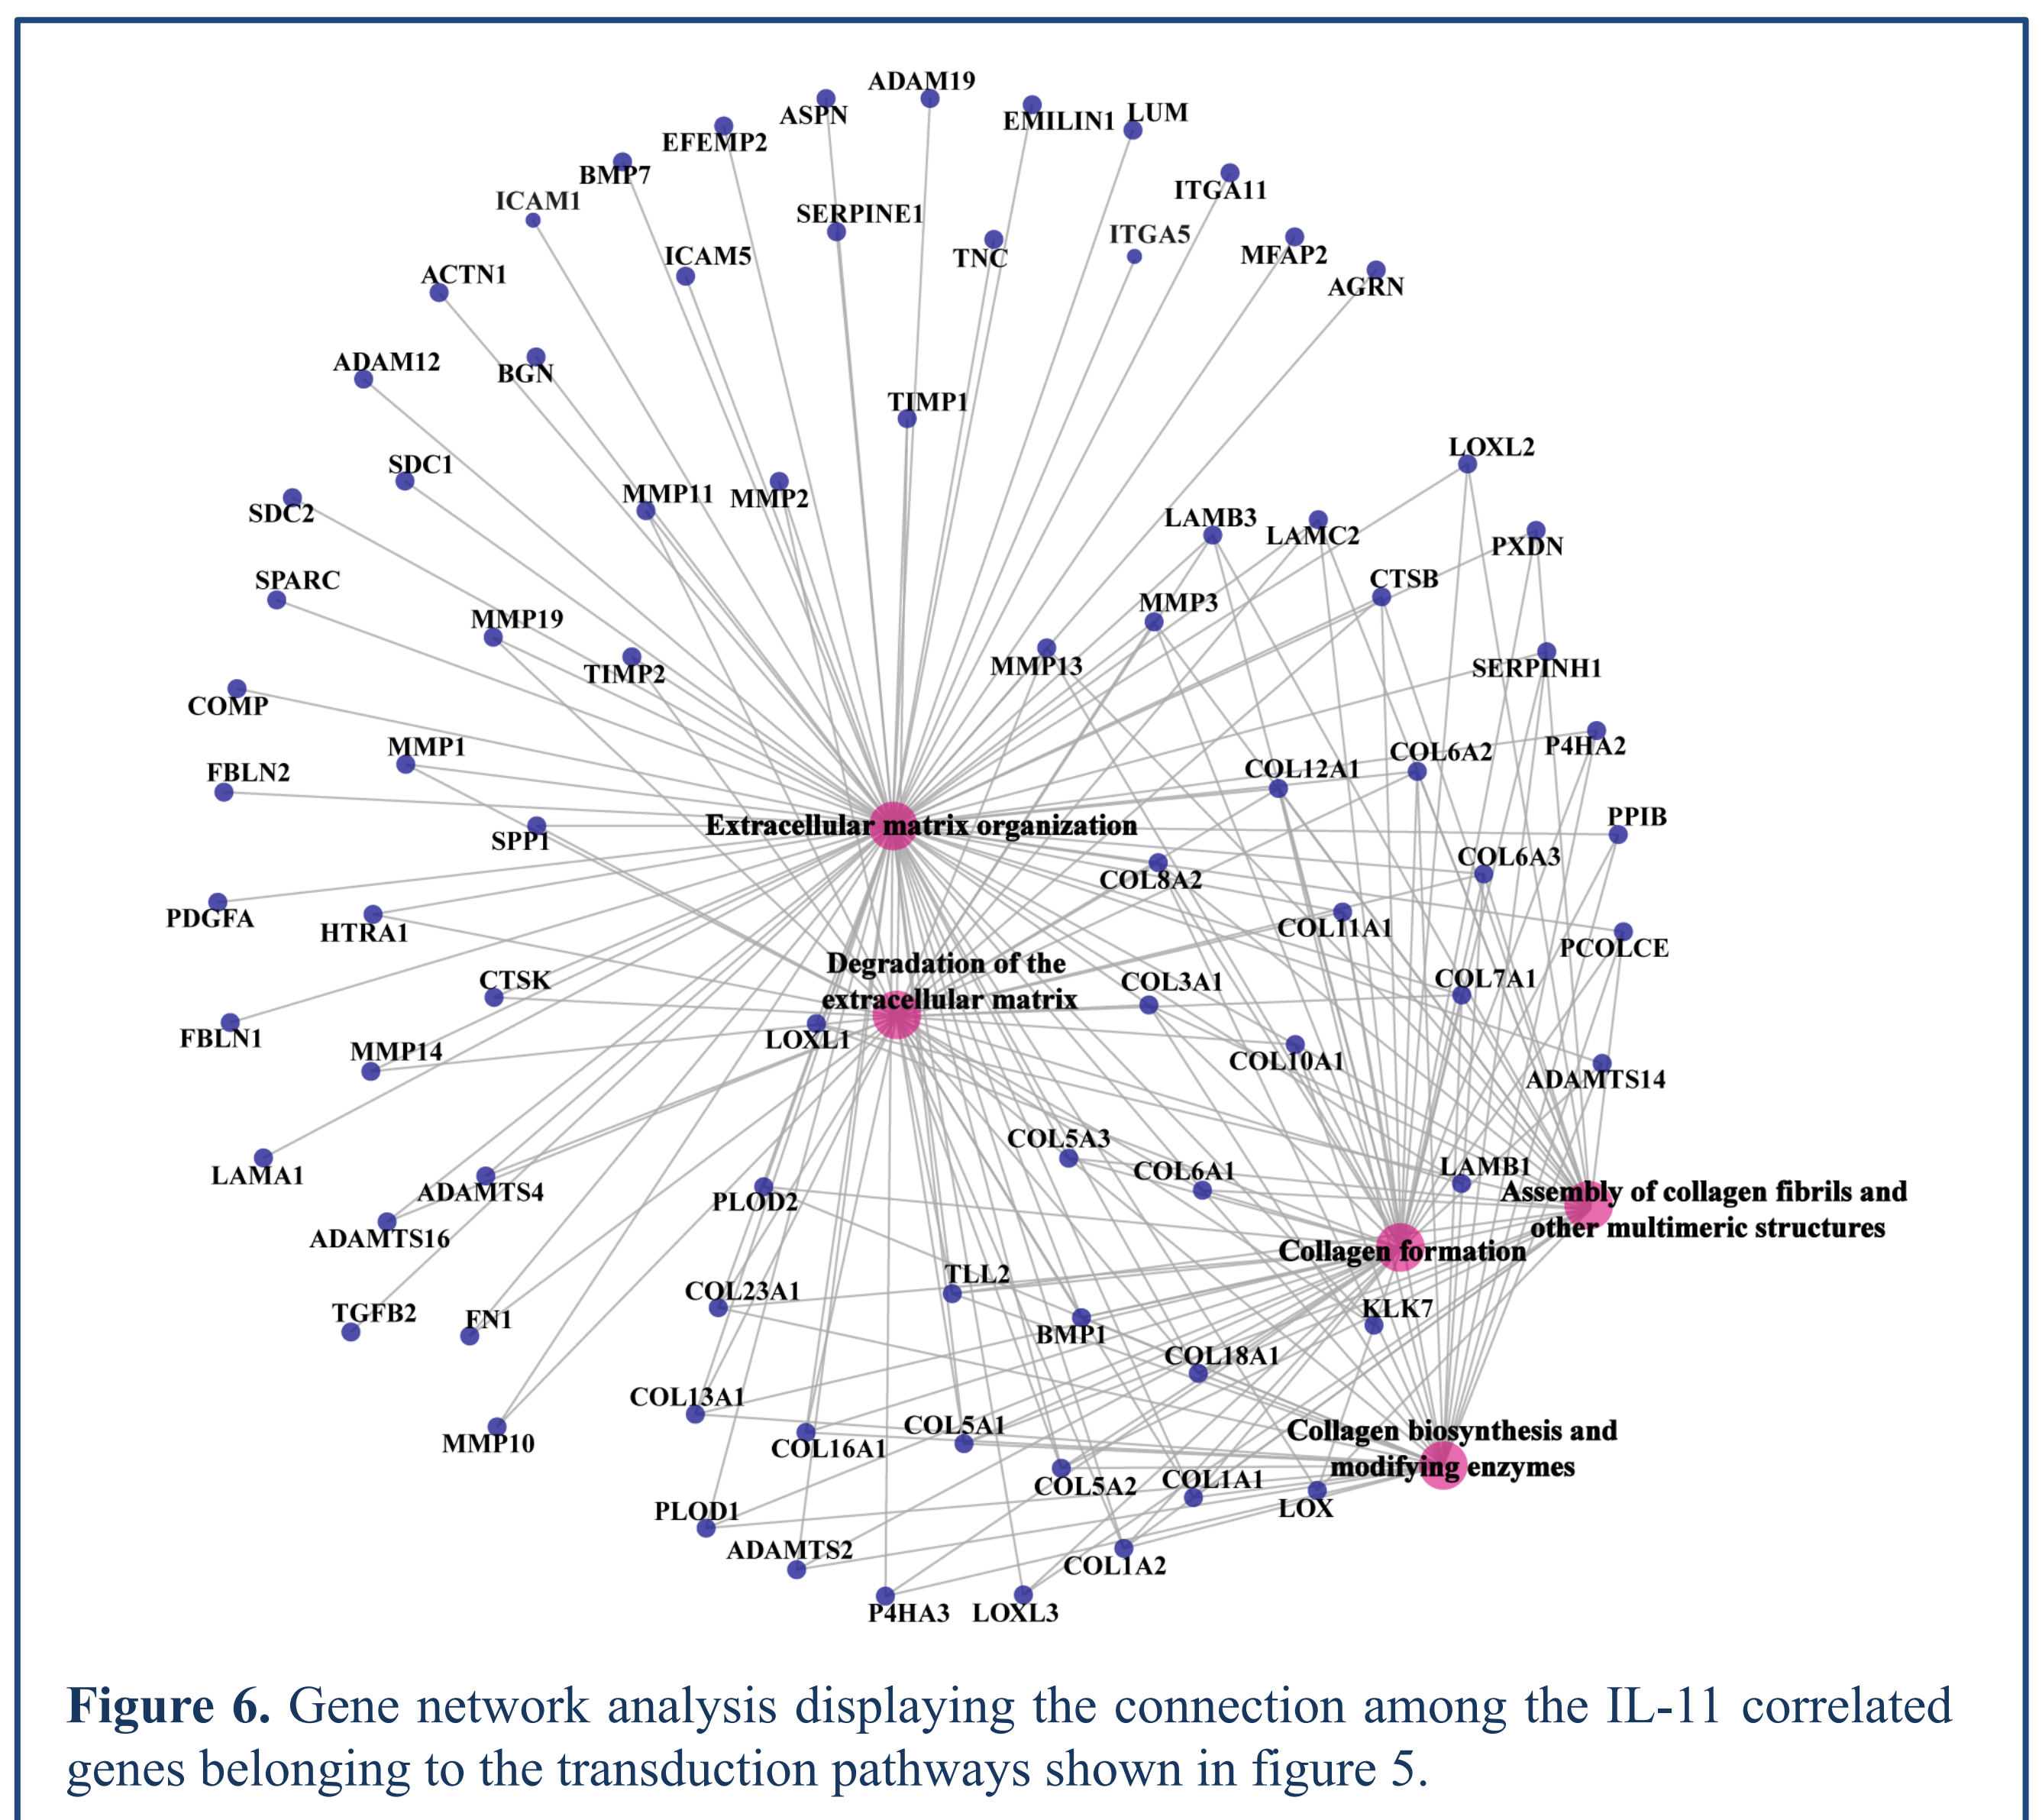 ADAM19
ASPN
EMILIN1
LUM
EFEMP2
BMP7
ITGA11
ICAM1
SERPINE1
ITGA5
TNC
MFAP2
ICAM5
AGRN
ACTN1
ADAM12
BGN
TIMP1
LOXL2
SDC1
MMP11
MMP2
SDC2
LAMB3
LAMC2
PXDN
SPARC
CTSB
MMP3
MMP19
TIMP2
MMP13
SERPINH1
COMP
MMP1
COL6A2
P4HA2
FBLN2
COL12A1
PPIB
Extracellular matrix organization
SPP1
COL6A3
COL8A2
PDGFA
HTRA1
COL11A1
PCOLCE
Degradation of the
extracellular matrix
CTSK
COL3A1
COL7A1
FBLN1
LOXL1
MMP14
COL10A1
ADAMTS14
COL5A3
LAMA1
ADAMTS4
PLOD2
COL6A1
LAMB1
Assembly of collagen fibrils and
other multimeric structures
ADAMTS16
Collagen formation
TLL2
COL23A1
TGFB2
FN1
BMP1
KLK7
COL18A1
COL13A1
MMP10
COL16A1
COL5A1
Collagen biosynthesis and
modifying enzymes
COL5A2
COL1A1
LOX
PLOD1
ADAMTS2
COL1A2
P4HA3
LOXL3
Figure 6. Gene network analysis displaying the connection among the IL-11 correlated
genes belonging to the transduction pathways shown in figure 5.